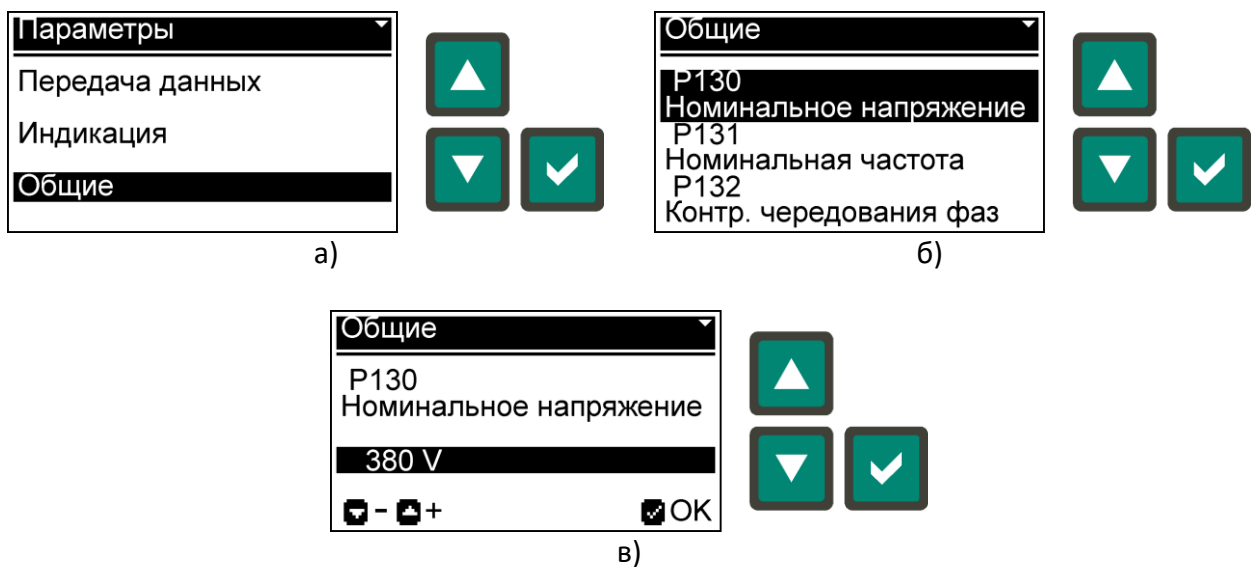 Параметры
Передача данных
Индикация
Общие
а)
Общие
P130
Номинальное напряжение
P131
Номинальная частота
P132
Контр. чередования фаз
б)
Общие
P130
Номинальное напряжение
380 V
- +
OK
в)